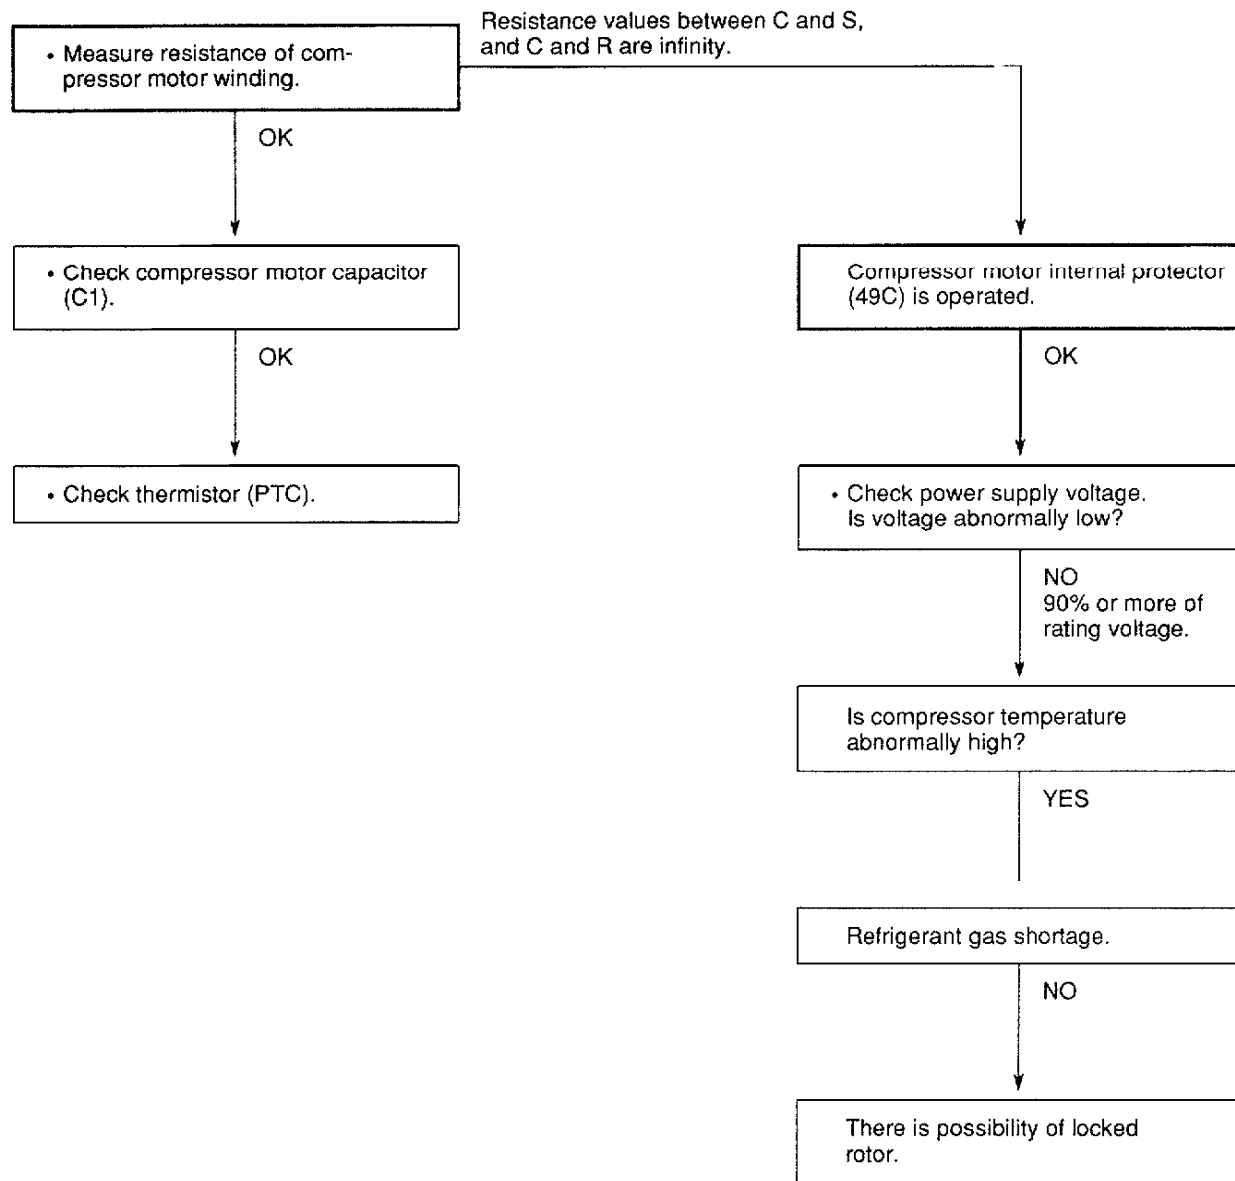 Resistance values between C and S,
and C and R are infinity.
• Measure resistance of com-
pressor motor winding.
OK
• Check compressor motor capacitor
(C1).
OK
• Check thermistor (PTC).
Compressor motor internal protector
(49C) is operated.
OK
• Check power supply voltage.
Is voltage abnormally low?
NO
90% or more of
rating voltage.
Is compressor temperature
abnormally high?
YES
Refrigerant gas shortage.
NO
There is possibility of locked
rotor.